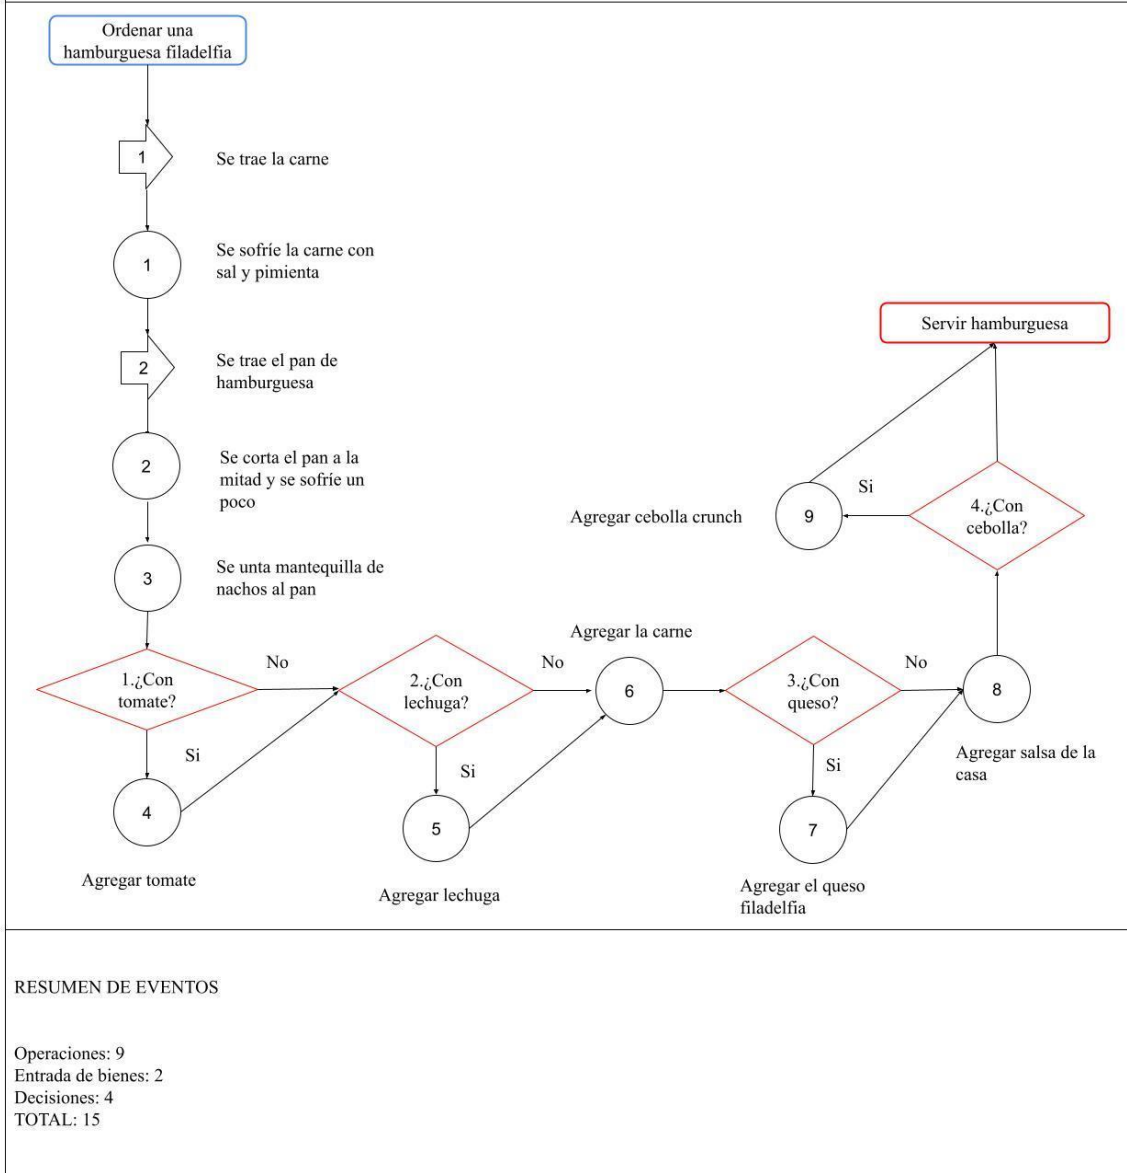 Ordenar una
hamburguesa filadelfia
1
Se trae la carne
1
Se sofríe la carne con
sal y pimienta
2
Se trae el pan de
hamburguesa
2
Se corta el pan a la
mitad y se sofríe un
poco
3
Se unta mantequilla de
nachos al pan
1.¿Con
tomate?
No
Si
4
Agregar tomate
2.¿Con
lechuga?
No
Si
5
Agregar lechuga
Agregar la carne
6
3.¿Con
queso?
No
Si
7
Agregar el queso
filadelfia
8
Agregar salsa de la
casa
4.¿Con
cebolla?
Si
9
Agregar cebolla crunch
Servir hamburguesa
RESUMEN DE EVENTOS
Operaciones: 9
Entrada de bienes: 2
Decisiones: 4
TOTAL: 15